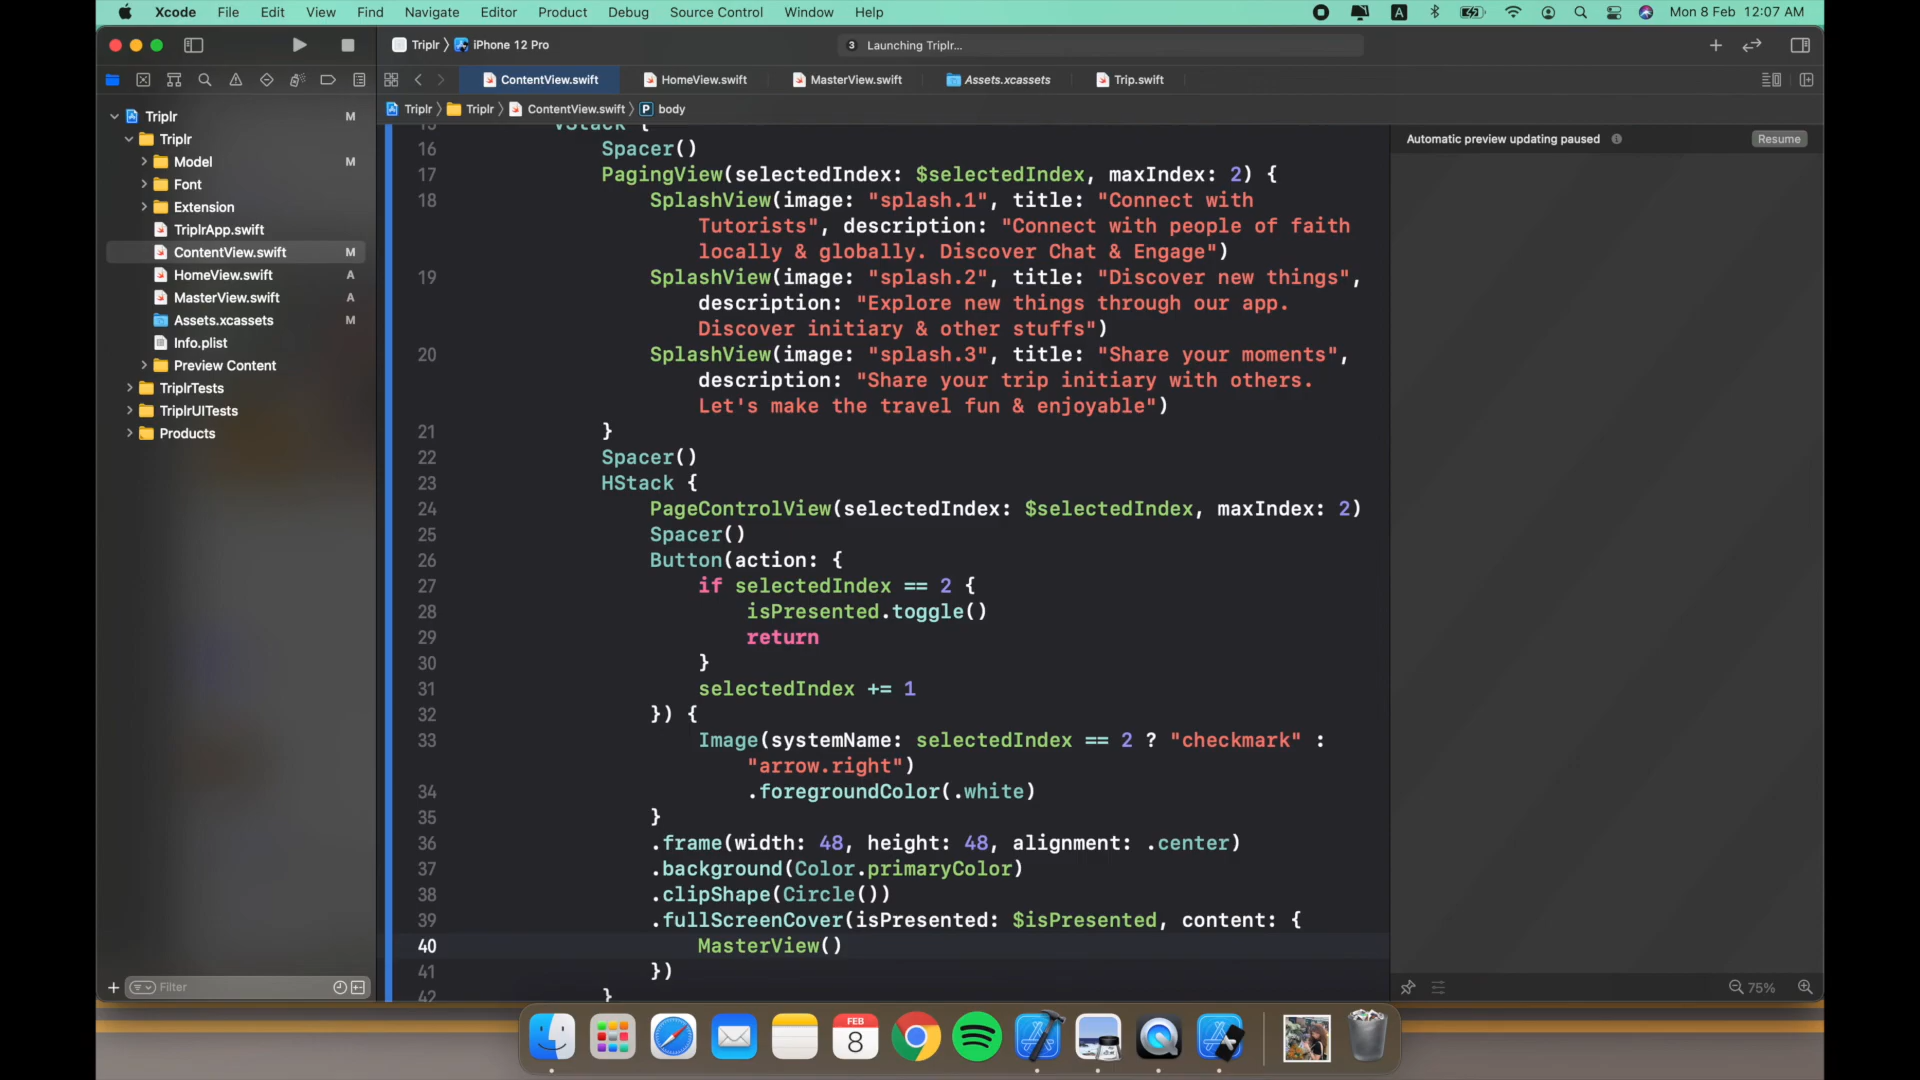 Xcode File Edit View Find Navigate Editor Product Debug Source Control Window Help
A
Mon 8 Feb 12:07 AM
Triplr 〉 iPhone 12 Pro
3 Launching Triplr...
ContentView.swift
HomeView.swift
MasterView.swift
Assets.xcassets
Trip.swift
Triplr 〉 Triplr 〉 ContentView.swift 〉 P body
Triplr M
Triplr
Model M
Font
Extension
TriplrApp.swift
ContentView.swift M
HomeView.swift A
MasterView.swift A
Assets.xcassets M
Info.plist
Preview Content
TriplrTests
TriplrUITests
Products
Filter
15 VStack {
16 Spacer()
17 PagingView(selectedIndex: $selectedIndex, maxIndex: 2) {
18 SplashView(image: "splash.1", title: "Connect with
Tutorists", description: "Connect with people of faith
locally & globally. Discover Chat & Engage")
19 SplashView(image: "splash.2", title: "Discover new things",
description: "Explore new things through our app.
Discover initiary & other stuffs")
20 SplashView(image: "splash.3", title: "Share your moments",
description: "Share your trip initiary with others.
Let's make the travel fun & enjoyable")
21 }
22 Spacer()
23 HStack {
24 PageControlView(selectedIndex: $selectedIndex, maxIndex: 2)
25 Spacer()
26 Button(action: {
27 if selectedIndex == 2 {
28 isPresented.toggle()
29 return
30 }
31 selectedIndex += 1
32 }) {
33 Image(systemName: selectedIndex == 2 ? "checkmark" :
"arrow.right")
34 .foregroundColor(.white)
35 }
36 .frame(width: 48, height: 48, alignment: .center)
37 .background(Color.primaryColor)
38 .clipShape(Circle())
39 .fullScreenCover(isPresented: $isPresented, content: {
40 MasterView()
41 })
42 }
Automatic preview updating paused
Resume
75%
FEB
8